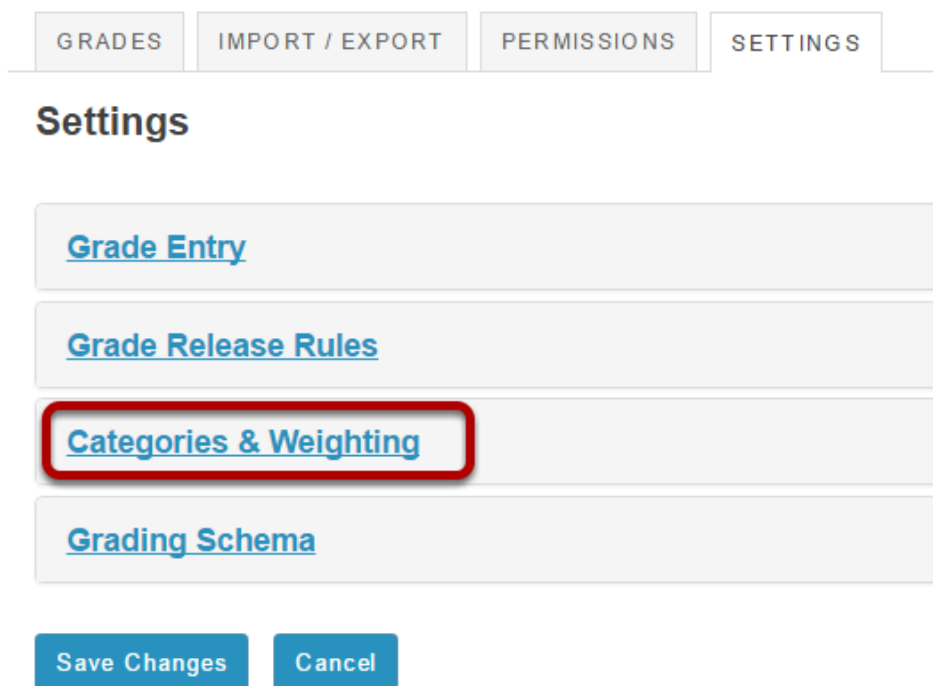 GRADES IMPORT / EXPORT PERMISSIONS SETTINGS
Settings
Grade Entry
Grade Release Rules
Categories & Weighting
Grading Schema
Save Changes Cancel